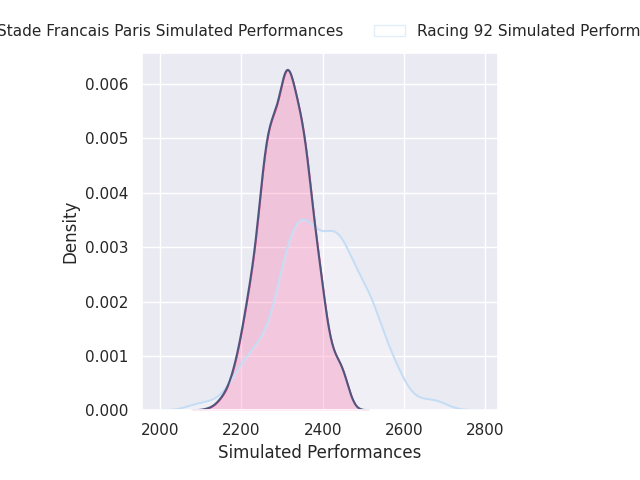 Stade Francais Paris Simulated Performances Racing 92 Simulated Perform
0.006
0.005
0.004
0.003
0.002
0.001
0.000
Density
2000 2200 2400 2600 2800
Simulated Performances